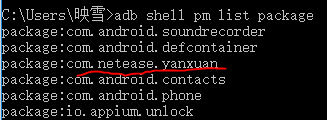 C:\Users\映雪>adb shell pm list package
package:com.android.soundrecorder
package:com.android.defcontainer
package:com.netease.yanxuan
package:com.android.contacts
package:com.android.phone
package:io.appium.unlock